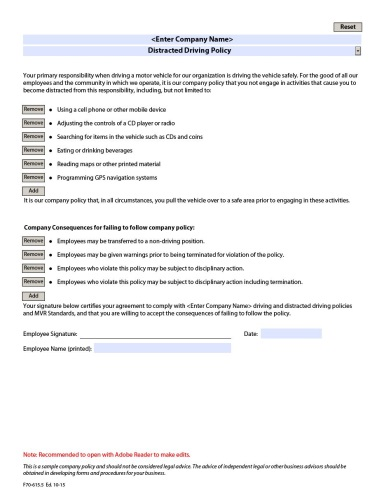 Reset
<Enter Company Name>
Distracted Driving Policy
Your primary responsibility when driving a motor vehicle for our organization is driving the vehicle safely. For the good of all our
employees and the community in which we operate, it is our company policy that you not engage in activities that cause you to
become distracted from this responsibility, including, but not limited to:
Remove • Using a cell phone or other mobile device
Remove • Adjusting the controls of a CD player or radio
Remove • Searching for items in the vehicle such as CDs and coins
Remove • Eating or drinking beverages
Remove • Reading maps or other printed material
Remove • Programming GPS navigation systems
Add
It is our company policy that, in all circumstances, you pull the vehicle over to a safe area prior to engaging in these activities.
Company Consequences for failing to follow company policy:
Remove • Employees may be transferred to a non-driving position.
Remove • Employees may be given warnings prior to being terminated for violation of the policy.
Remove • Employees who violate this policy may be subject to disciplinary action.
Remove • Employees who violate this policy may be subject to disciplinary action including termination.
Add
Your signature below certifies your agreement to comply with <Enter Company Name> driving and distracted driving policies
and MVR Standards, and that you are willing to accept the consequences of failing to follow the policy.
Employee Signature: Date:
Employee Name (printed):
Note: Recommended to open with Adobe Reader to make edits.
This is a sample company policy and should not be considered legal advice. The advice of independent legal or other business advisors should be
obtained in developing forms and procedures for your business.
F70-615.5 Ed. 10-15